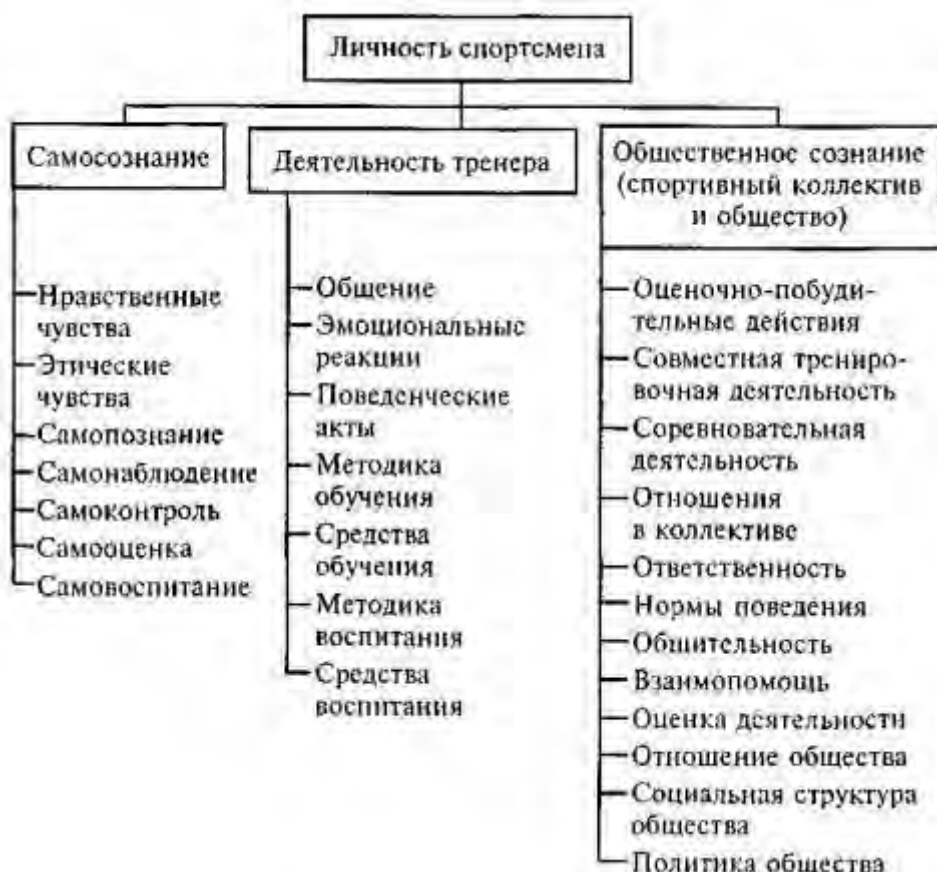 Личность спортсмена
Самосознание
Нравственные
чувства
Этические
чувства
Самопознание
Самонаблюдение
Самоконтроль
Самооценка
Самовоспитание
Деятельность тренера
Общение
Эмоциональные
реакции
Поведенческие
акты
Методика
обучения
Средства
обучения
Методика
воспитания
Средства
воспитания
Общественное сознание
(спортивный коллектив
и общество)
Оценочно-побуди-
тельные действия
Совместная трениро-
вочная деятельность
Соревновательная
деятельность
Отношения
в коллективе
Ответственность
Нормы поведения
Общительность
Взаимопомощь
Оценка деятельности
Отношение общества
Социальная структура
общества
Политика общества